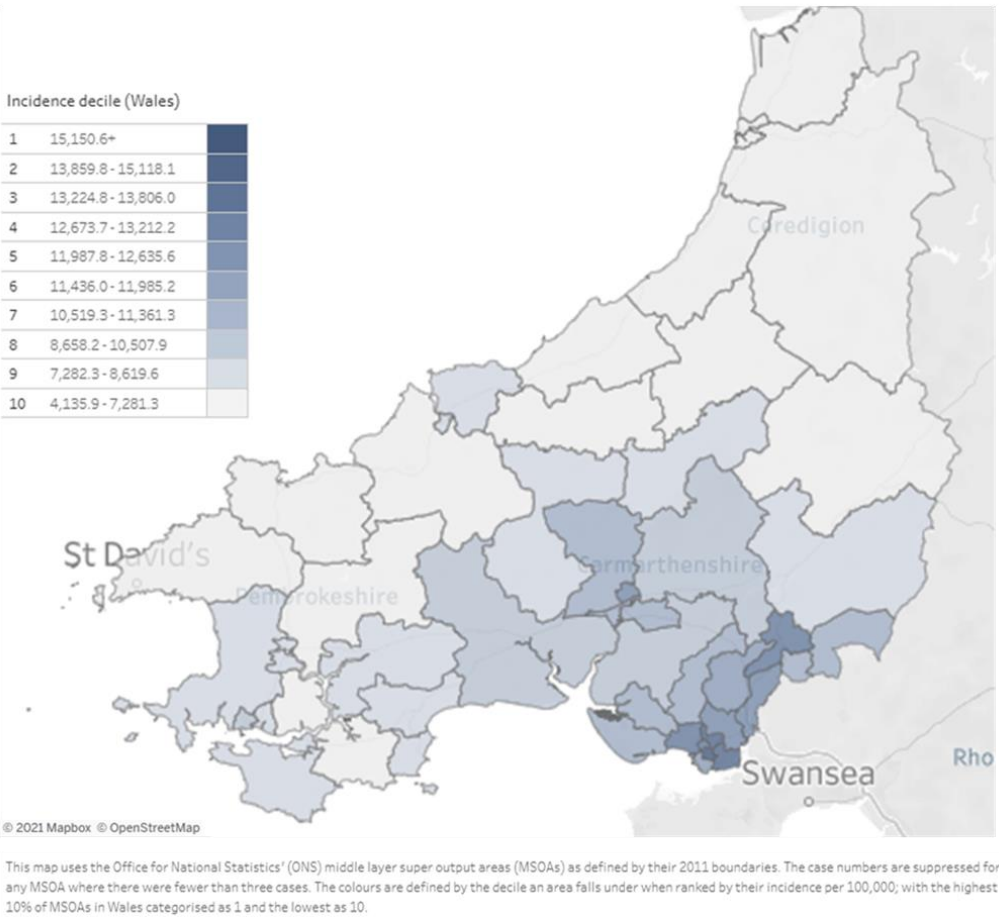 Incidence decile (Wales)
1 15,150.6+
2 13,859.8 - 15,118.1
3 13,224.8 - 13,806.0
4 12,673.7 - 13,212.2
5 11,987.8 - 12,635.6
6 11,436.0 - 11,985.2
7 10,519.3 - 11,361.3
8 8,658.2 - 10,507.9
9 7,282.3 - 8,619.6
10 4,135.9 - 7,281.3
Ceredigion
St David's
Carmarthenshire
Pembrokeshire
Rho
Swansea
© 2021 Mapbox © OpenStreetMap
This map uses the Office for National Statistics' (ONS) middle layer super output areas (MSOAs) as defined by their 2011 boundaries. The case numbers are suppressed for
any MSOA where there were fewer than three cases. The colours are defined by the decile an area falls under when ranked by their incidence per 100,000; with the highest
10% of MSOAs in Wales categorised as 1 and the lowest as 10.